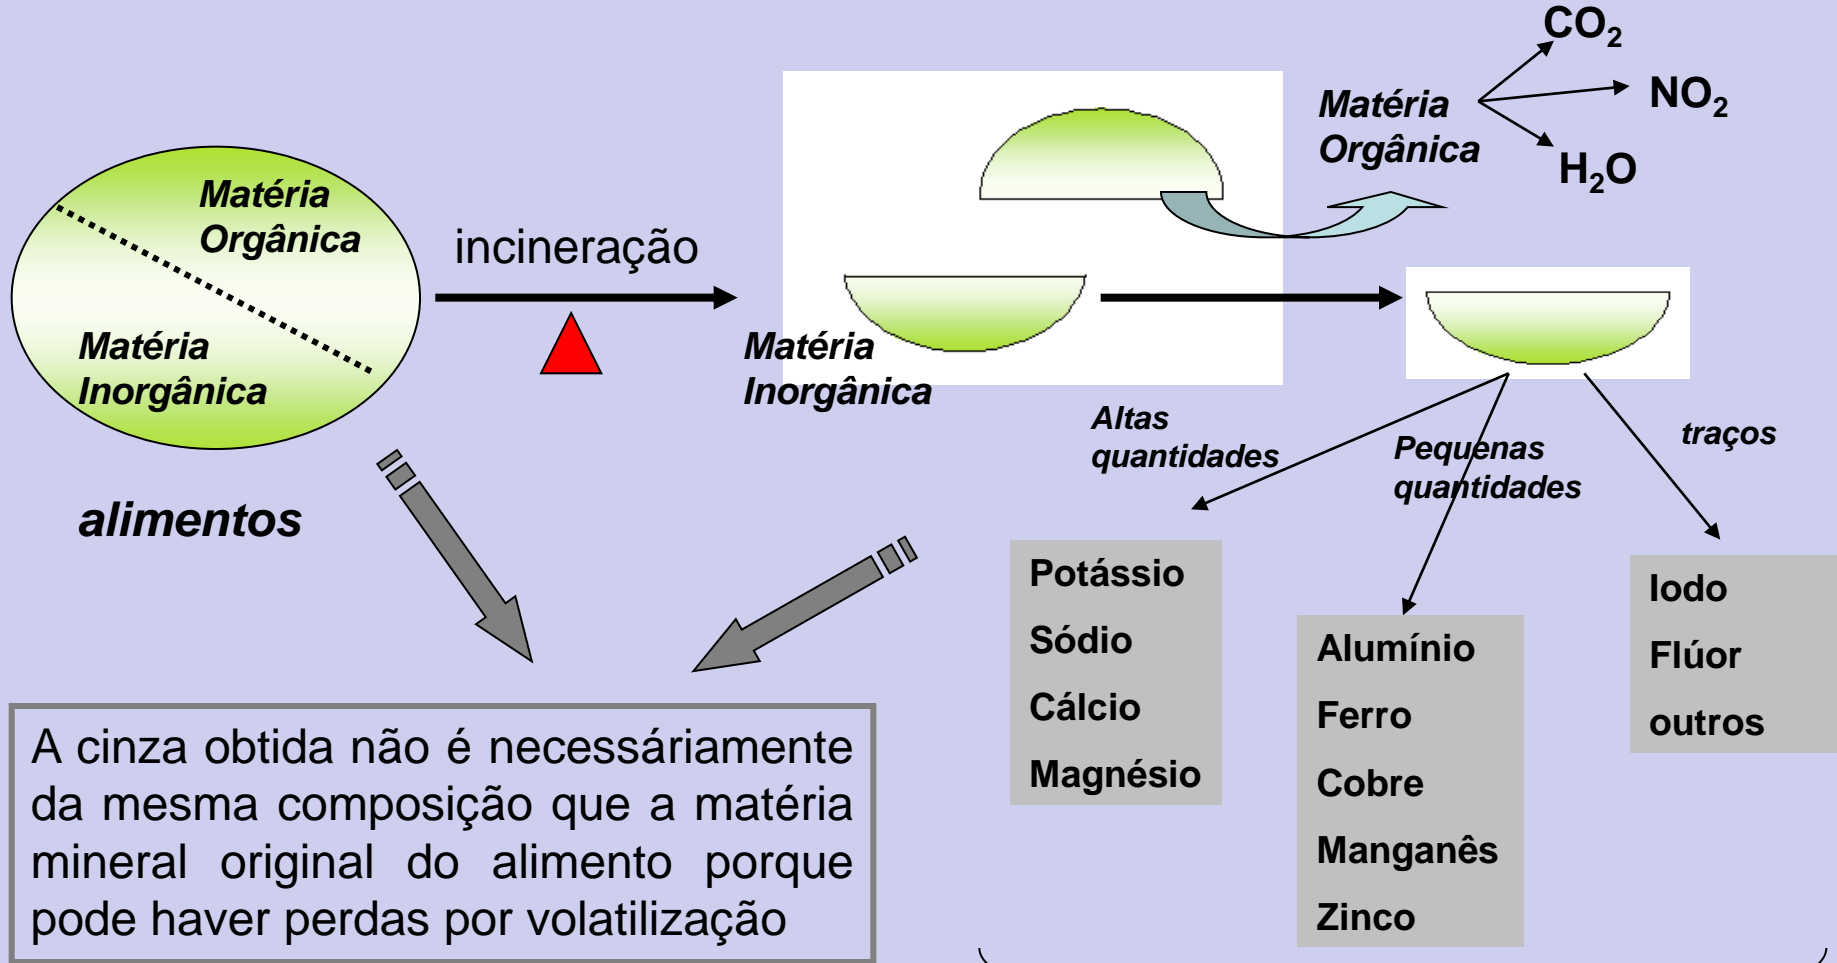 Matéria
Orgânica
Matéria
Inorgânica
alimentos
incineração
Matéria
Inorgânica
Matéria
Orgânica
CO₂
NO₂
H₂O
Altas
quantidades
Pequenas
quantidades
traços
Potássio
Sódio
Cálcio
Magnésio
Alumínio
Ferro
Cobre
Manganês
Zinco
Iodo
Flúor
outros
A cinza obtida não é necessáriamente
da mesma composição que a matéria
mineral original do alimento porque
pode haver perdas por volatilização